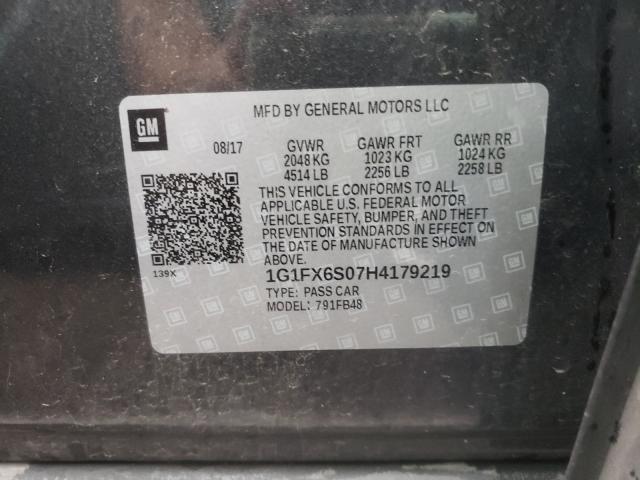 MFD BY GENERAL MOTORS LLC
GM
08/17 GVWR GAWR FRT GAWR RR
2048 KG 1023 KG 1024 KG
4514 LB 2256 LB 2258 LB
THIS VEHICLE CONFORMS TO ALL
APPLICABLE U.S. FEDERAL MOTOR
VEHICLE SAFETY, BUMPER, AND THEFT
PREVENTION STANDARDS IN EFFECT ON
THE DATE OF MANUFACTURE SHOWN
ABOVE.
139X
1G1FX6S07H4179219
TYPE: PASS CAR
MODEL: 791FB48